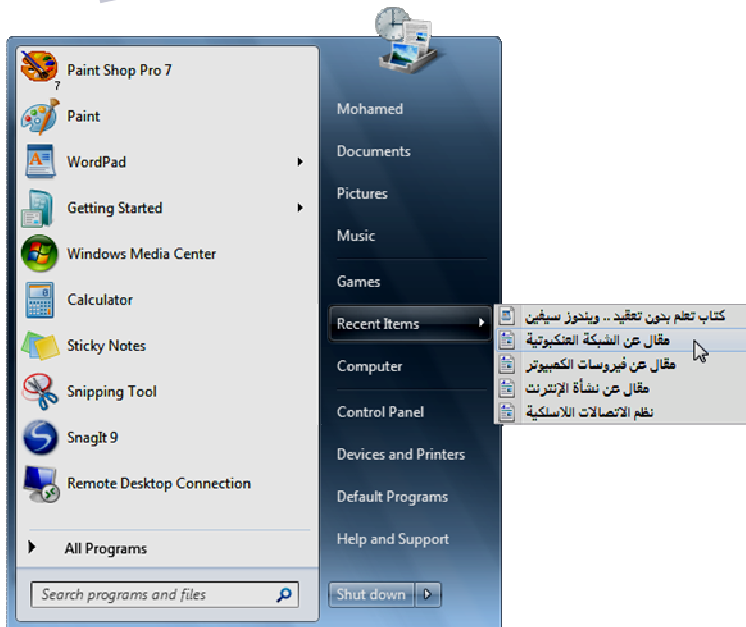 Paint Shop Pro 7
7
Paint
WordPad
Getting Started
Windows Media Center
Calculator
Sticky Notes
Snipping Tool
SnagIt 9
Remote Desktop Connection
All Programs
Search programs and files
Mohamed
Documents
Pictures
Music
Games
Recent Items
Computer
Control Panel
Devices and Printers
Default Programs
Help and Support
Shut down
كتاب تعلم بدون تعقيد .. ويندوز سيفين
مقال عن الشبكة العنكبوتية
مقال عن فيروسات الكمبيوتر
مقال عن نشأة الإنترنت
نظم الاتصالات اللاسلكية